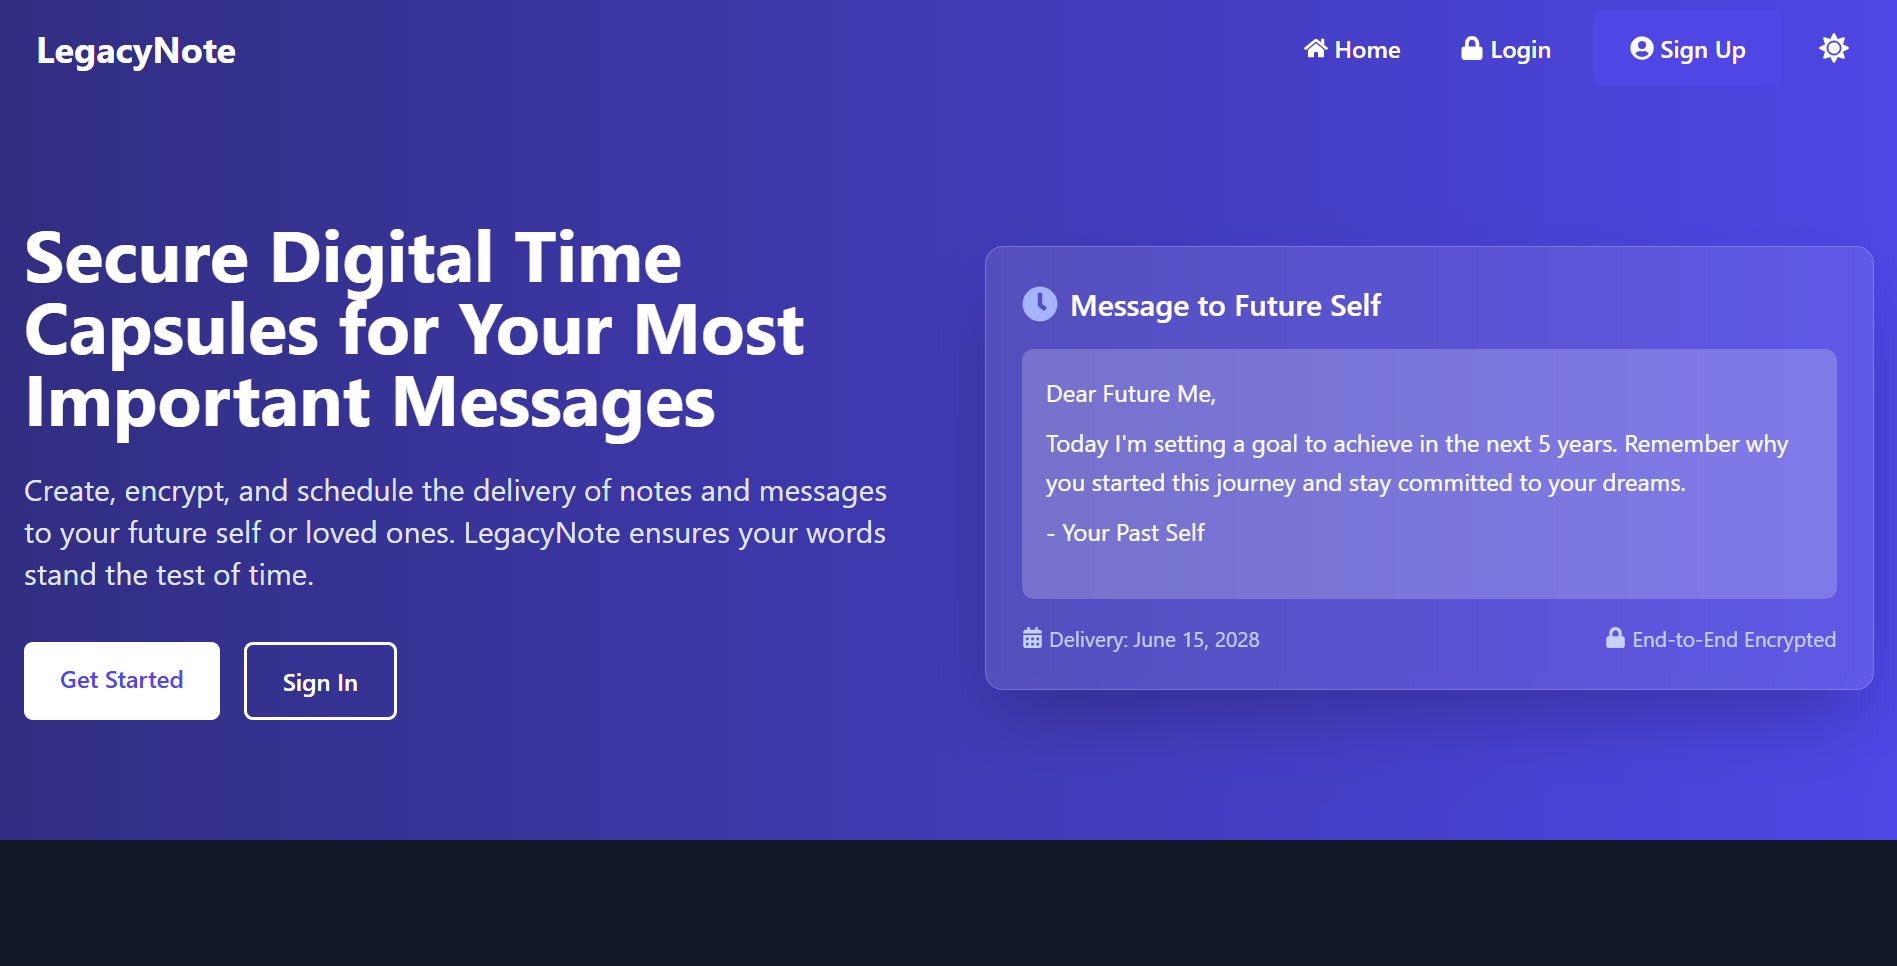 LegacyNote
Home
Login
Sign Up
Secure Digital Time
Capsules for Your Most
Important Messages
Create, encrypt, and schedule the delivery of notes and messages
to your future self or loved ones. LegacyNote ensures your words
stand the test of time.
Get Started
Sign In
Message to Future Self
Dear Future Me,
Today I'm setting a goal to achieve in the next 5 years. Remember why
you started this journey and stay committed to your dreams.
- Your Past Self
Delivery: June 15, 2028
End-to-End Encrypted